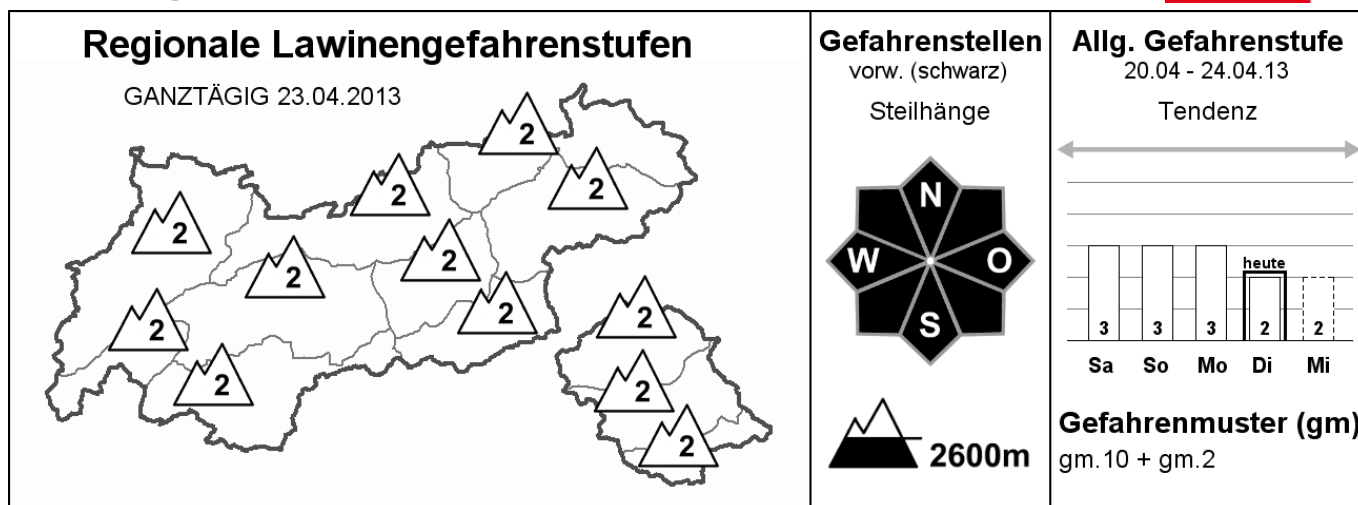 Regionale Lawinengefahrenstufen
GANZTÄGIG 23.04.2013
2
2
2
2
2
2
2
2
2
2
2
2
2
Gefahrenstellen
vorw. (schwarz)
Steilhänge
N
W
O
S
2600m
Allg. Gefahrenstufe
20.04 - 24.04.13
Tendenz
heute
3 3 3 2 2
Sa So Mo Di Mi
Gefahrenmuster (gm)
gm.10 + gm.2